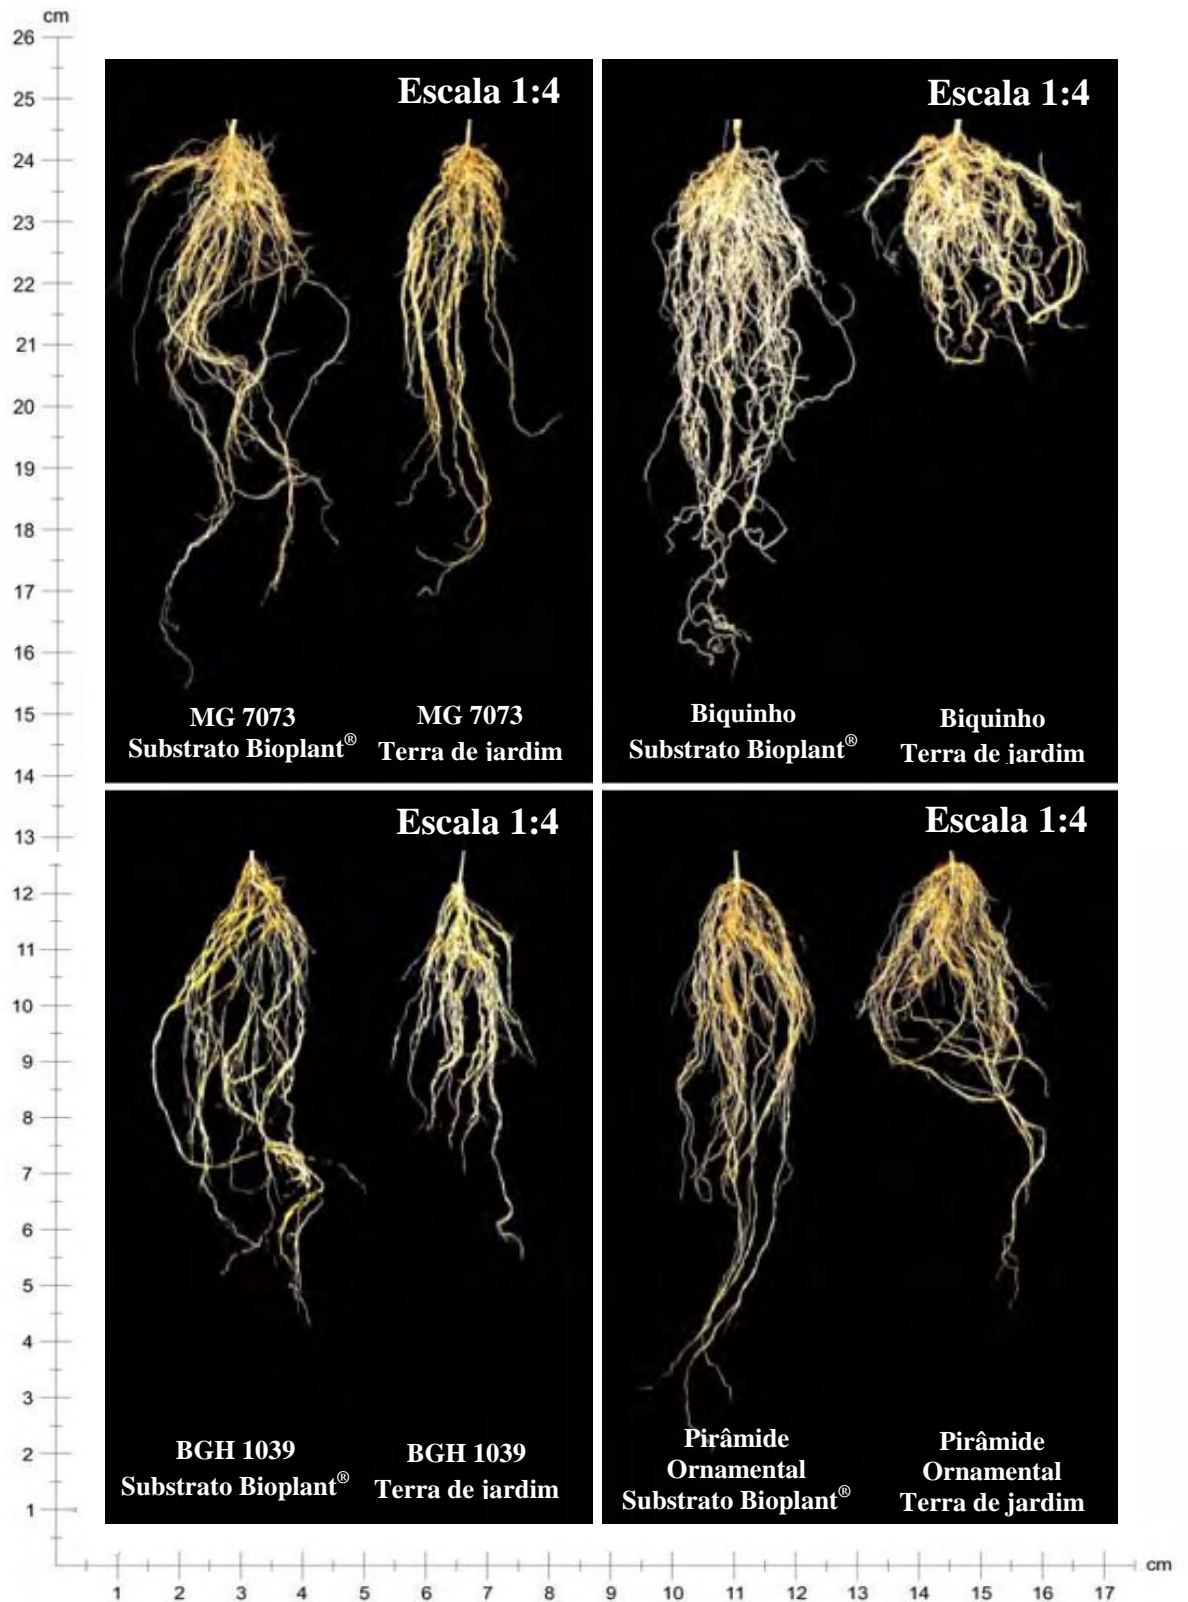 cm
26
25
24
23
22
21
20
19
18
17
16
15
14
13
12
11
10
9
8
7
6
5
4
3
2
1
Escala 1:4
MG 7073
Substrato Bioplant®
MG 7073
Terra de jardim
Escala 1:4
Biquinho
Substrato Bioplant®
Biquinho
Terra de jardim
Escala 1:4
BGH 1039
Substrato Bioplant®
BGH 1039
Terra de jardim
Escala 1:4
Pirâmide
Ornamental
Substrato Bioplant®
Pirâmide
Ornamental
Terra de jardim
1 2 3 4 5 6 7 8 9 10 11 12 13 14 15 16 17 cm